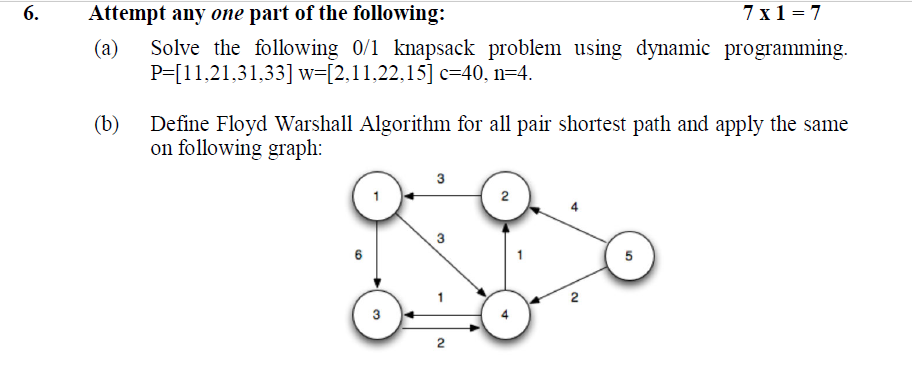 6. Attempt any one part of the following: 7 x 1 = 7
(a) Solve the following 0/1 knapsack problem using dynamic programming.
P=[11,21,31,33] w=[2,11,22,15] c=40, n=4.
(b) Define Floyd Warshall Algorithm for all pair shortest path and apply the same
on following graph:
3
1 2
4
3
6 1 5
1 2
3 4
2